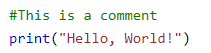 #This is a comment
print("Hello, World!")